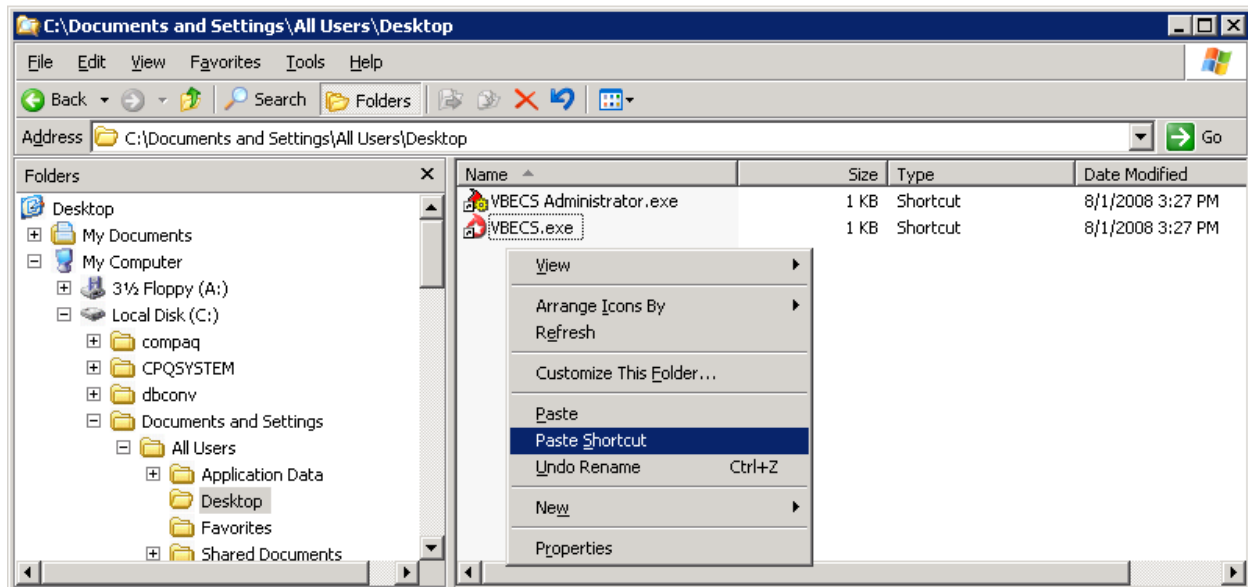 C:\Documents and Settings\All Users\Desktop
File Edit View Favorites Tools Help
Back Search Folders
Address C:\Documents and Settings\All Users\Desktop Go
Folders
Desktop
My Documents
My Computer
3½ Floppy (A:)
Local Disk (C:)
compaq
CPQSYSTEM
dbconv
Documents and Settings
All Users
Application Data
Desktop
Favorites
Shared Documents
Name Size Type Date Modified
VBECS Administrator.exe 1 KB Shortcut 8/1/2008 3:27 PM
VBECS.exe 1 KB Shortcut 8/1/2008 3:27 PM
View
Arrange Icons By
Refresh
Customize This Folder...
Paste
Paste Shortcut
Undo Rename Ctrl+Z
New
Properties